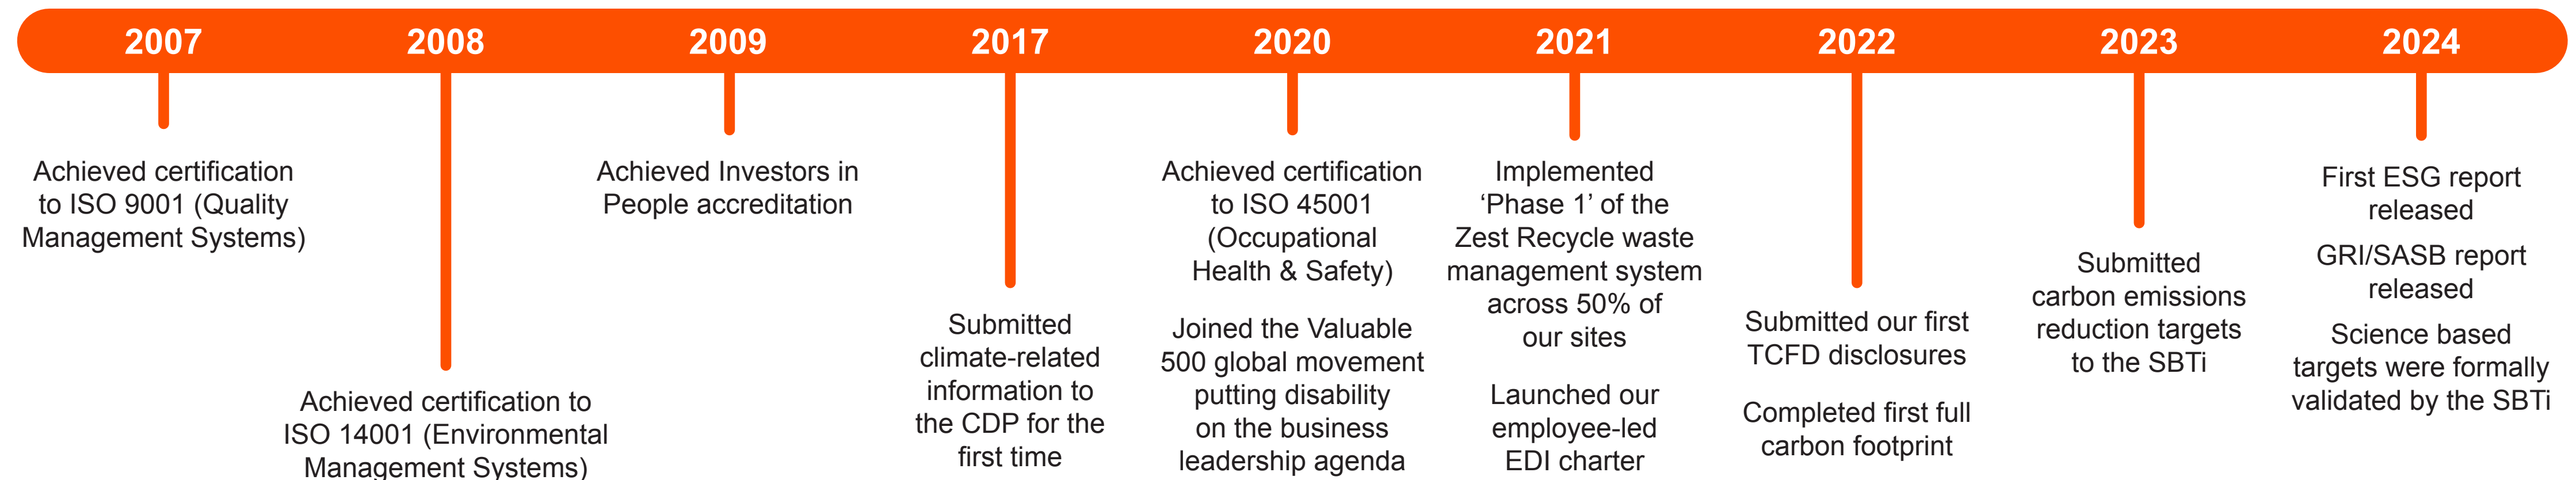 2007
2008
2009
2017
2020
2021
2022
2023
2024
Achieved certification
to ISO 9001 (Quality
Management Systems)
Achieved certification to
ISO 14001 (Environmental
Management Systems)
Achieved Investors in
People accreditation
Submitted
climate-related
information to
the CDP for the
first time
Achieved certification
to ISO 45001
(Occupational
Health & Safety)
Joined the Valuable
500 global movement
putting disability
on the business
leadership agenda
Implemented
‘Phase 1’ of the
Zest Recycle waste
management system
across 50% of
our sites
Launched our
employee-led
EDI charter
Submitted our first
TCFD disclosures
Completed first full
carbon footprint
Submitted
carbon emissions
reduction targets
to the SBTi
First ESG report
released
GRI/SASB report
released
Science based
targets were formally
validated by the SBTi